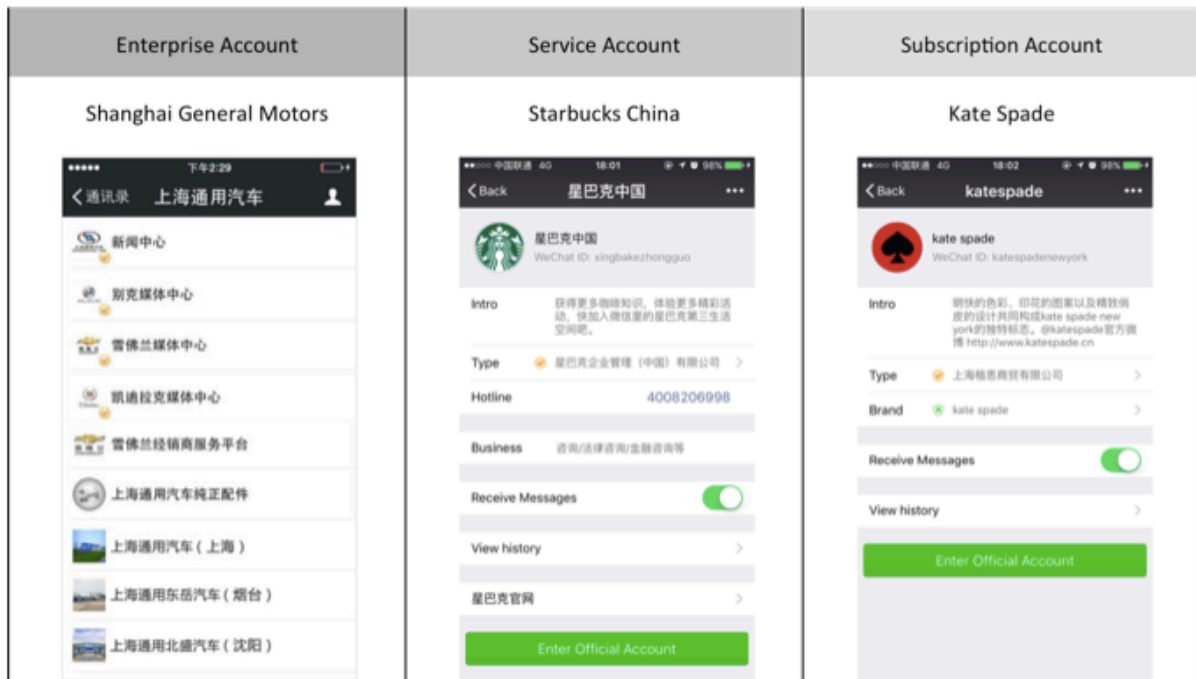 Enterprise Account
Service Account
Subscription Account
Shanghai General Motors
Starbucks China
Kate Spade
下午2:29
通讯录 上海通用汽车
新闻中心
别克媒体中心
雪佛兰媒体中心
凯迪拉克媒体中心
雪佛兰经销商服务平台
上海通用汽车纯正配件
上海通用汽车(上海)
上海通用东岳汽车(烟台)
上海通用北盛汽车(沈阳)
中国联通 4G 18:01 98%
Back 星巴克中国
星巴克中国
WeChat ID: xingbakezhongguo
Intro 获得更多咖啡知识,体验更多精彩活
动,快加入微信里的星巴克第三生活
空间吧。
Type 星巴克企业管理(中国)有限公司
Hotline 4008206998
Business 咨询/法律咨询/金融咨询等
Receive Messages
View history
星巴克官网
Enter Official Account
中国联通 4G 18:02 98%
Back katespade
kate spade
WeChat ID: katespadenewyork
Intro 明快的色彩、印花的图案以及精致俏
皮的设计共同构成kate spade new
york的独特标志。@katespade官方微
博 http://www.katespade.cn
Type 上海楷恩商贸有限公司
Brand kate spade
Receive Messages
View history
Enter Official Account